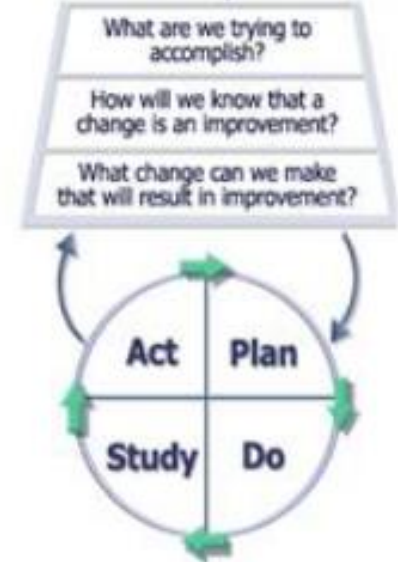 What are we trying to
accomplish?
How will we know that a
change is an improvement?
What change can we make
that will result in improvement?
Act Plan
Study Do